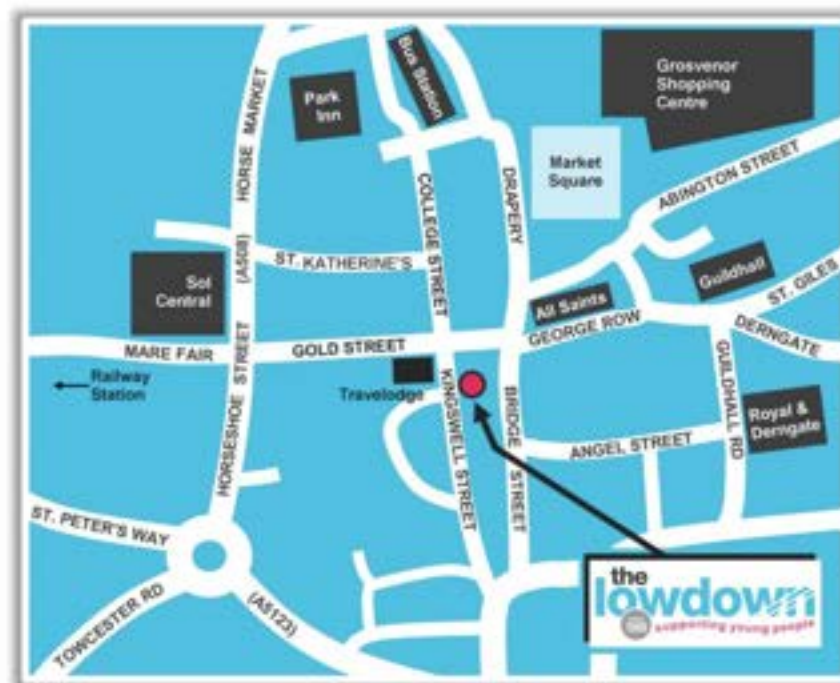 Bus Station
Park
Inn
Grosvenor
Shopping
Centre
HORSE MARKET
(A508)
Market
Square
ABINGTON STREET
DRAPERY
COLLEGE STREET
ST. KATHERINE'S
Sol
Central
Guildhall
ST. GILES
All Saints
GEORGE ROW
DERNGATE
MARE FAIR
GOLD STREET
Railway
Station
Travelodge
HORSESHOE STREET
KINGSWELL STREET
BRIDGE STREET
GUILDHALL RD
Royal &
Derngate
ANGEL STREET
ST. PETER'S WAY
TOWCESTER RD
(A5123)
the
lowdown
supporting young people